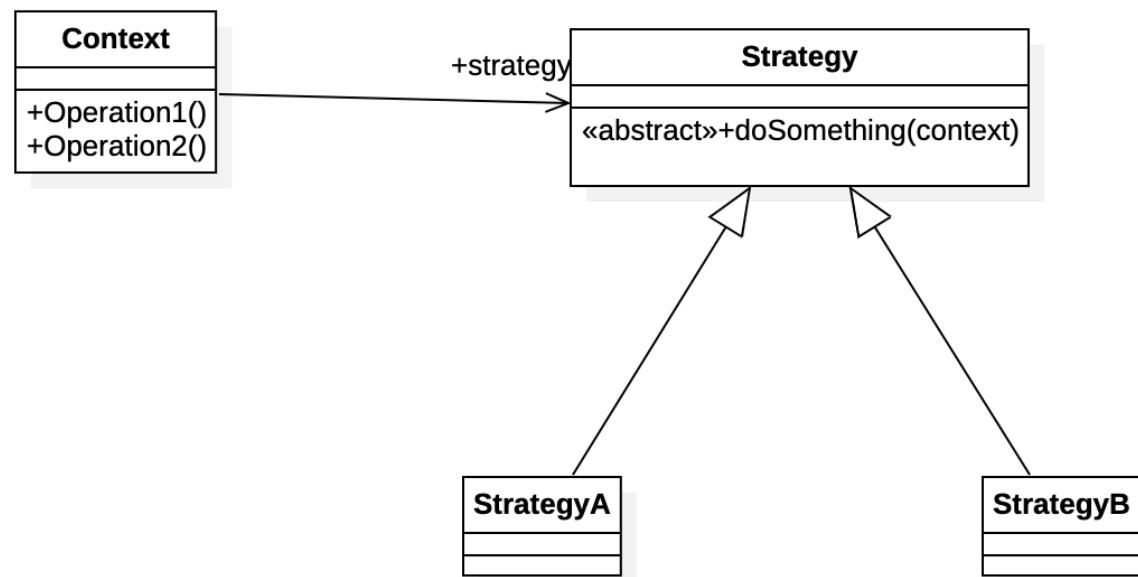 Context
+Operation1()
+Operation2()
+strategy
Strategy
«abstract»+doSomething(context)
StrategyA
StrategyB